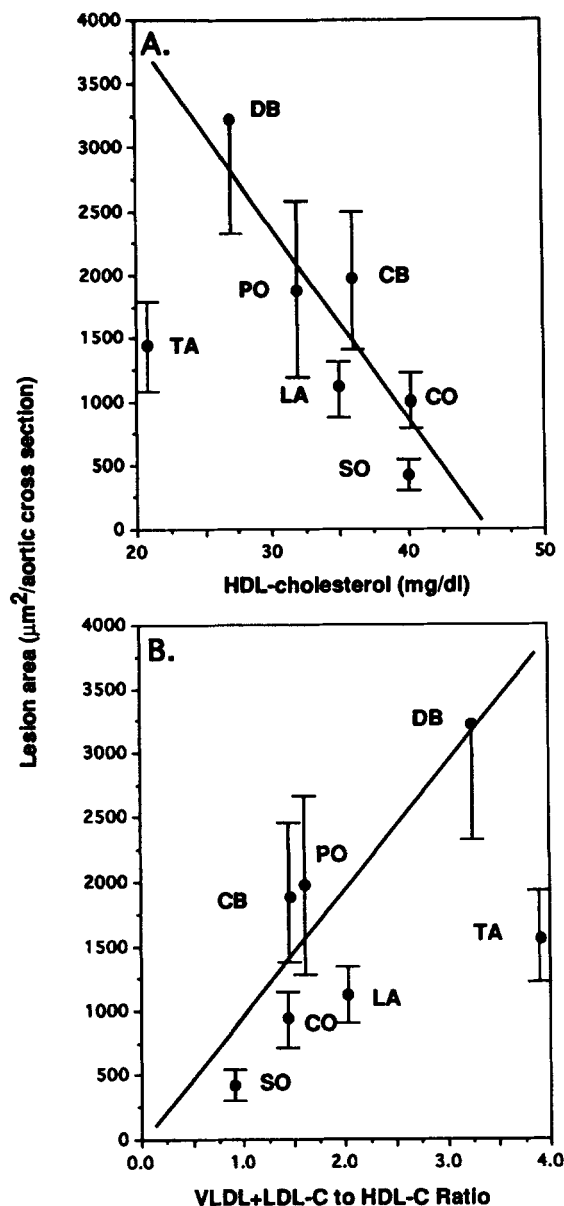 Lesion area (µm²/aortic cross section)
A.
4000
3500
3000
2500
2000
1500
1000
500
0
DB
CB
PO
TA
LA
CO
SO
20
30
40
50
HDL-cholesterol (mg/dl)
B.
4000
3500
3000
2500
2000
1500
1000
500
0
DB
PO
CB
TA
LA
CO
SO
0.0
1.0
2.0
3.0
4.0
VLDL+LDL-C to HDL-C Ratio